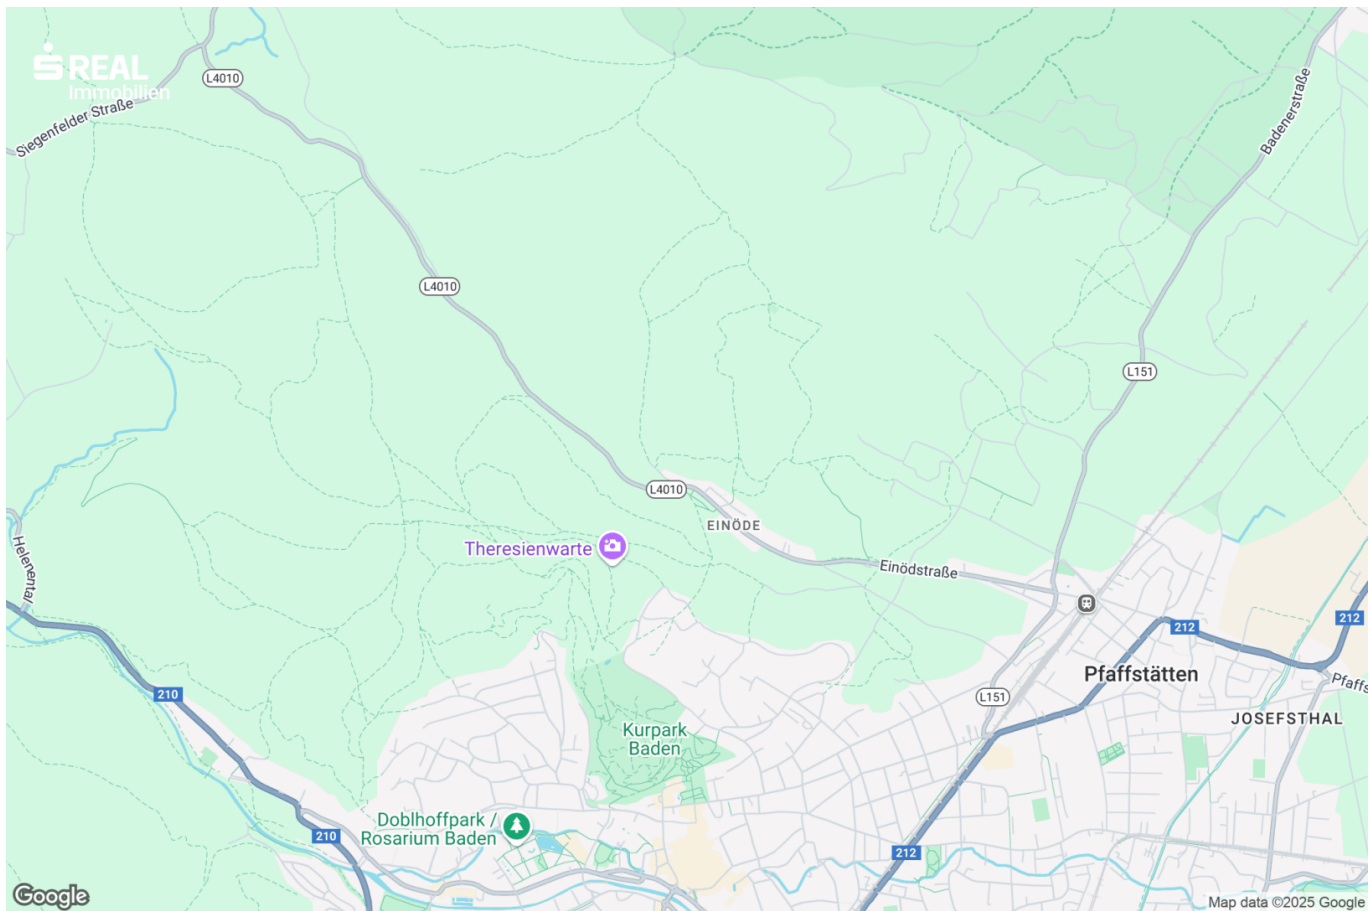 S REAL
Immobilien
L4010
Siegenfelder Straße
Badenerstraße
L4010
L151
L4010
EINÖDE
Theresienwarte
Einödstraße
Helenental
212
212
Pfaffstätten
Pfaffs
210
L151
JOSEFSTHAL
Kurpark
Baden
Doblhoffpark /
Rosarium Baden
210
212
Google
Map data ©2025 Google